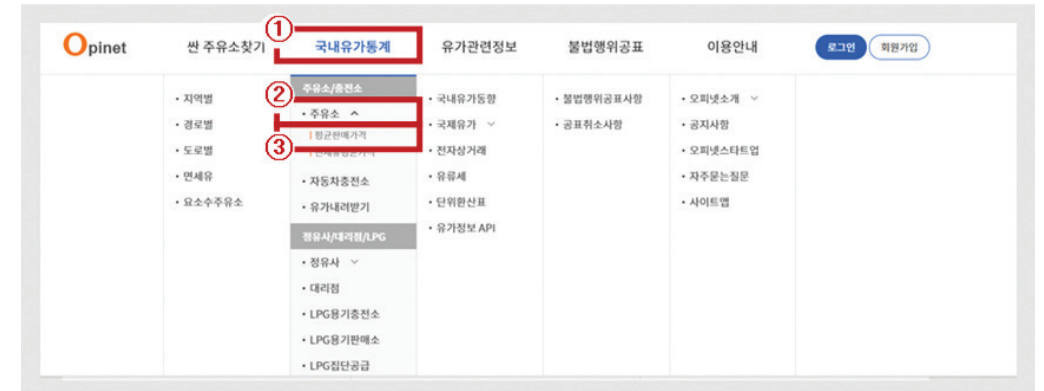 Opinet
싼 주유소찾기
국내유가통계
유가관련정보
불법행위공표
이용안내
로그인
회원가입
①
②
③
• 지역별
• 경로별
• 도로별
• 면세유
• 요소수주유소
주유소/충전소
• 주유소
평균판매가격
• 자동차충전소
• 유가내려받기
정유사/대리점/LPG
• 정유사
• 대리점
• LPG용기충전소
• LPG용기판매소
• LPG집단공급
• 국내유가동향
• 국제유가
• 전자상거래
• 유류세
• 단위환산표
• 유가정보 API
• 불법행위공표사항
• 공표취소사항
• 오피넷소개
• 공지사항
• 오피넷스타트업
• 자주묻는질문
• 사이트맵